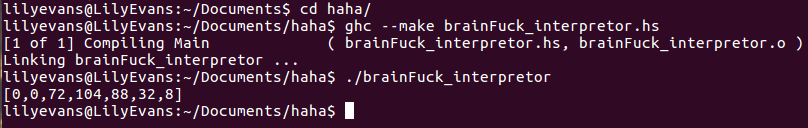 lilyevans@LilyEvans:~/Documents$ cd haha/
lilyevans@LilyEvans:~/Documents/haha$ ghc --make brainFuck_interpretor.hs
[1 of 1] Compiling Main             ( brainFuck_interpretor.hs, brainFuck_interpretor.o )
Linking brainFuck_interpretor ...
lilyevans@LilyEvans:~/Documents/haha$ ./brainFuck_interpretor
[0,0,72,104,88,32,8]
lilyevans@LilyEvans:~/Documents/haha$